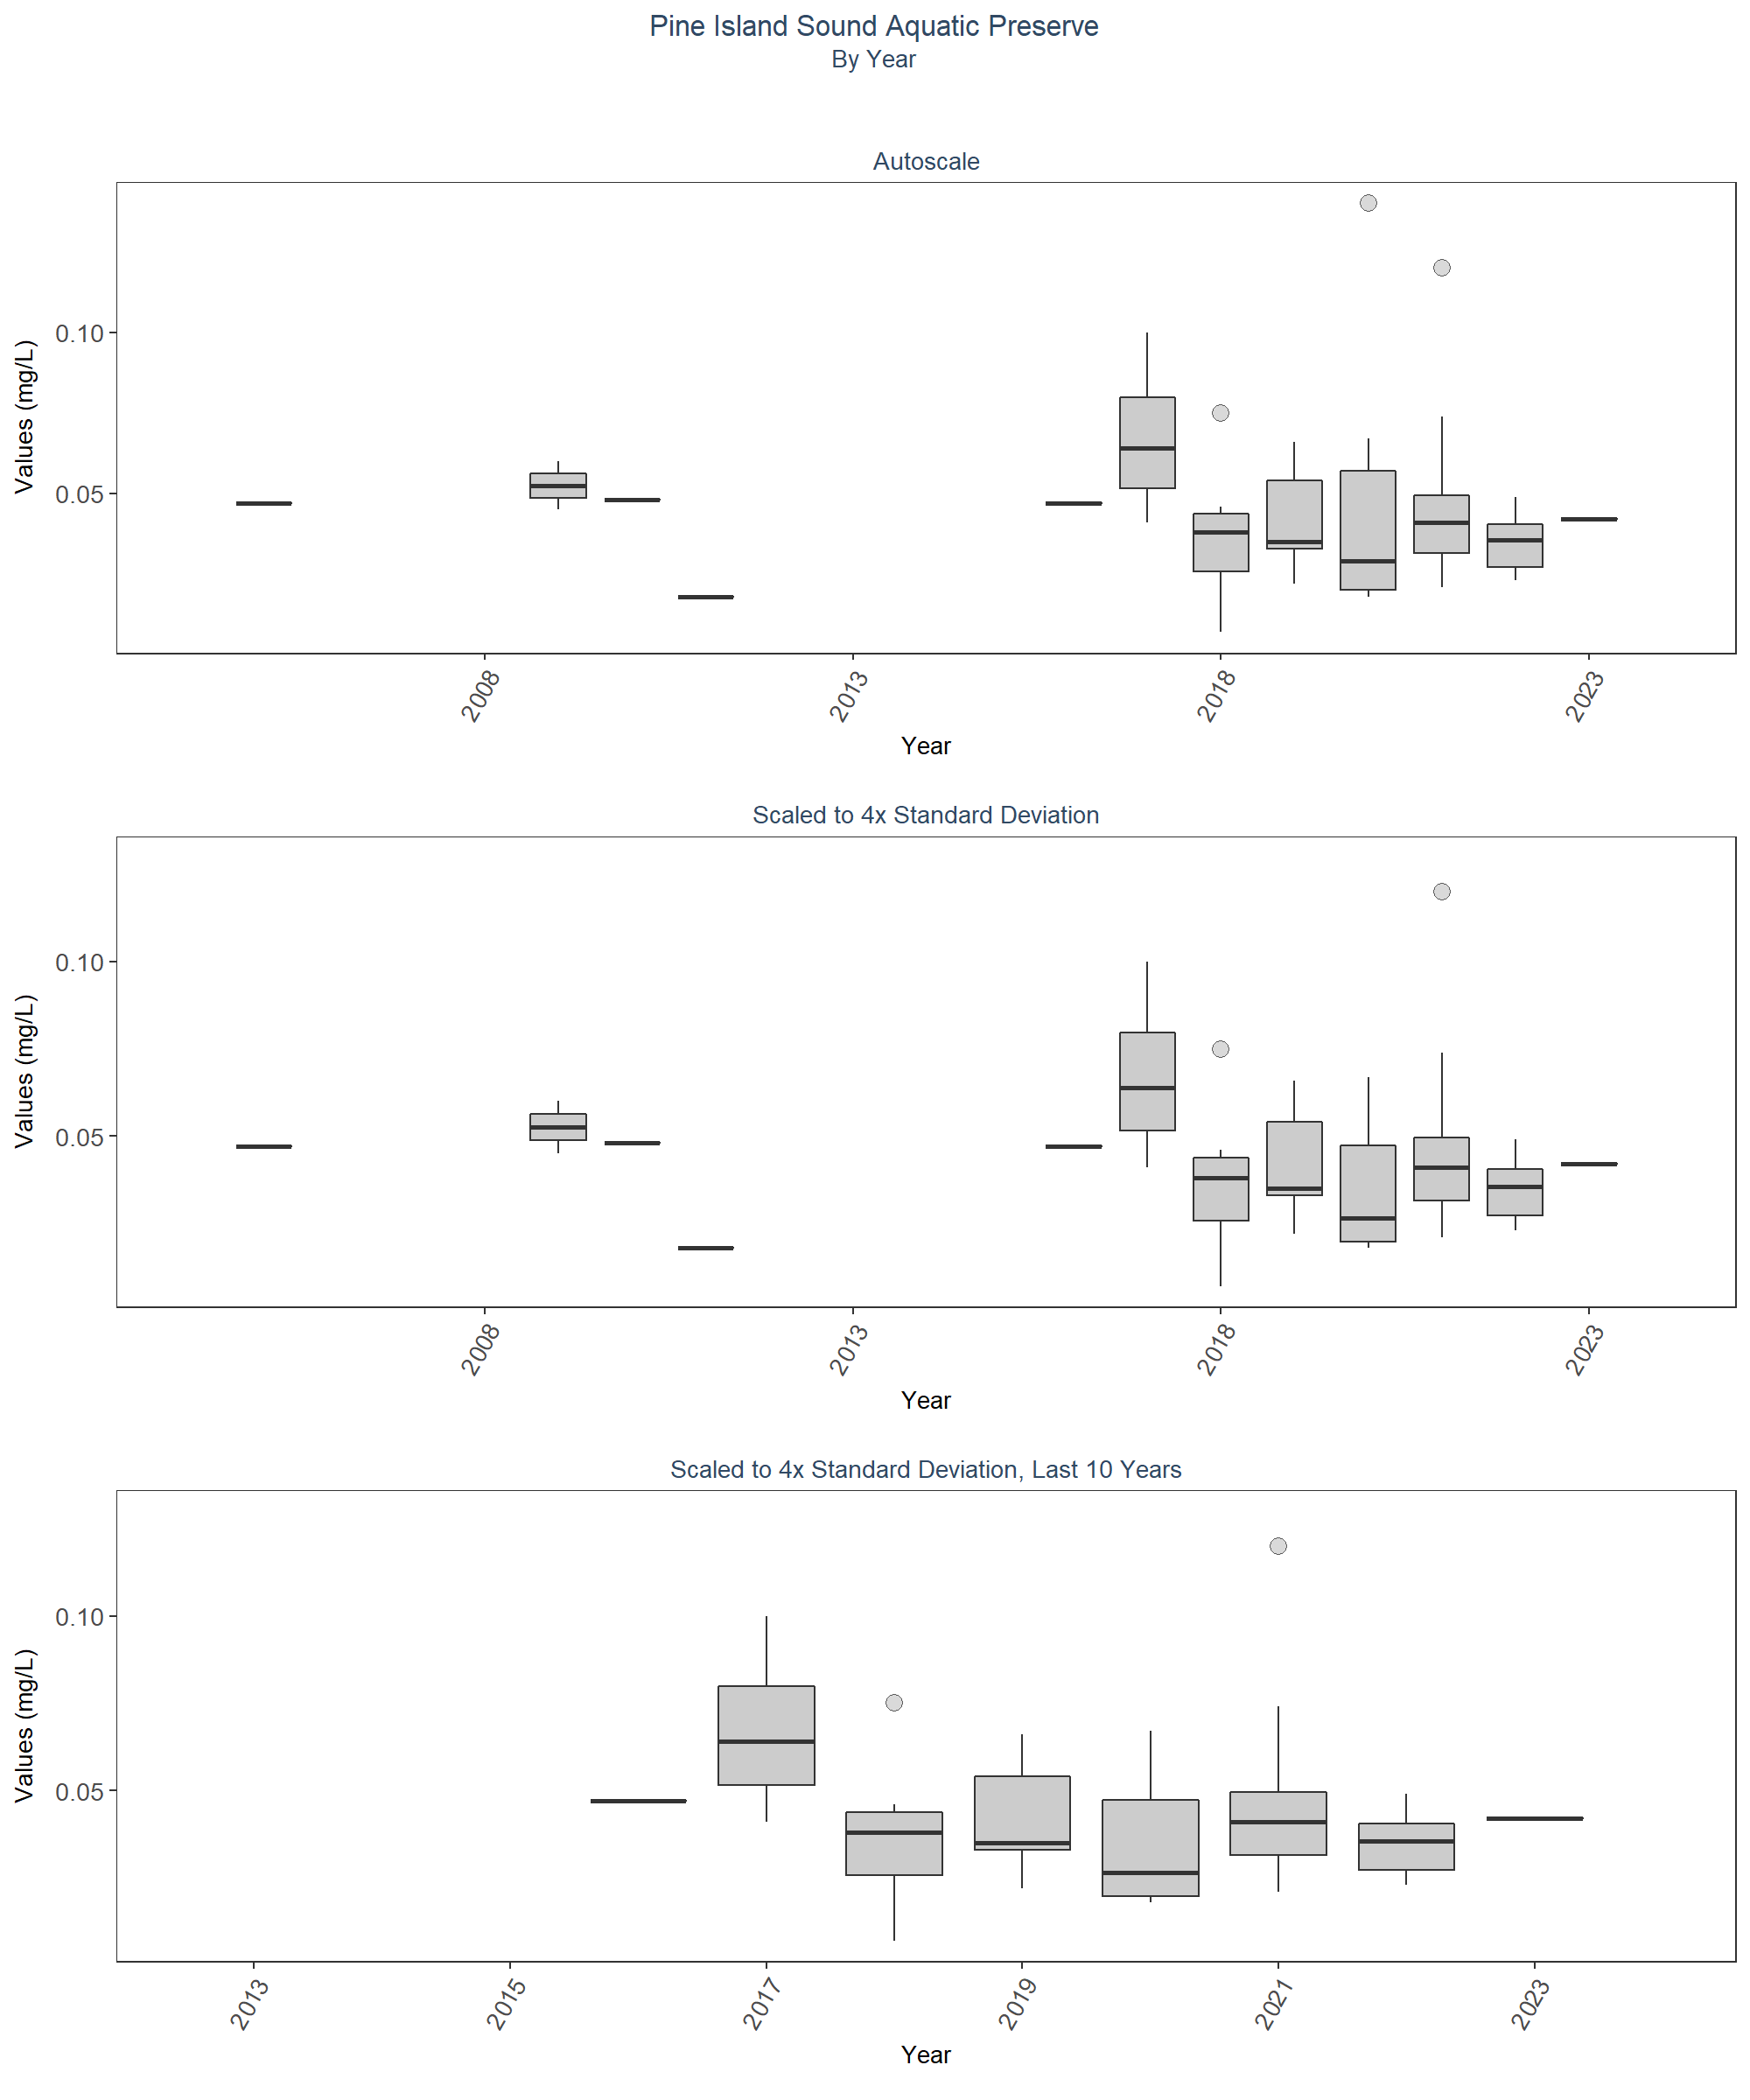 Pine Island Sound Aquatic Preserve
By Year
Autoscale
Values (mg/L)
0.10
0.05
2008
2013
2018
2023
Year
Scaled to 4x Standard Deviation
Values (mg/L)
0.10
0.05
2008
2013
2018
2023
Year
Scaled to 4x Standard Deviation, Last 10 Years
Values (mg/L)
0.10
0.05
2013
2015
2017
2019
2021
2023
Year